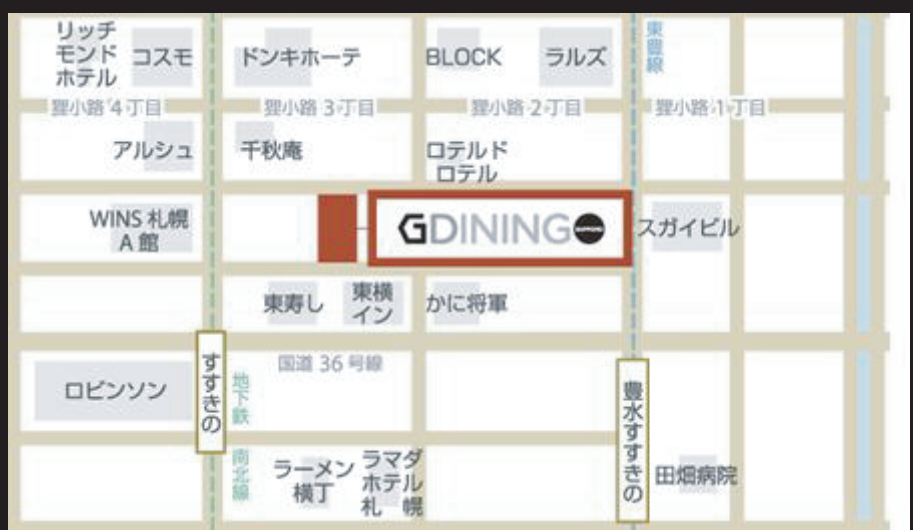 リッチ
モンド
ホテル
コスモ
ドンキホーテ
BLOCK
ラルズ
東豊線
狸小路 4 丁目
狸小路 3 丁目
狸小路 2 丁目
狸小路 1 丁目
アルシュ
千秋庵
ロテルド
ロテル
WINS 札幌
A 館
GDINING
スガイビル
東寿し
東横
イン
かに将軍
すすきの
国道 36 号線
地下鉄
ロビンソン
豊水すすきの
南北線
ラーメン
横丁
ラマダ
ホテル
札 幌
田畑病院